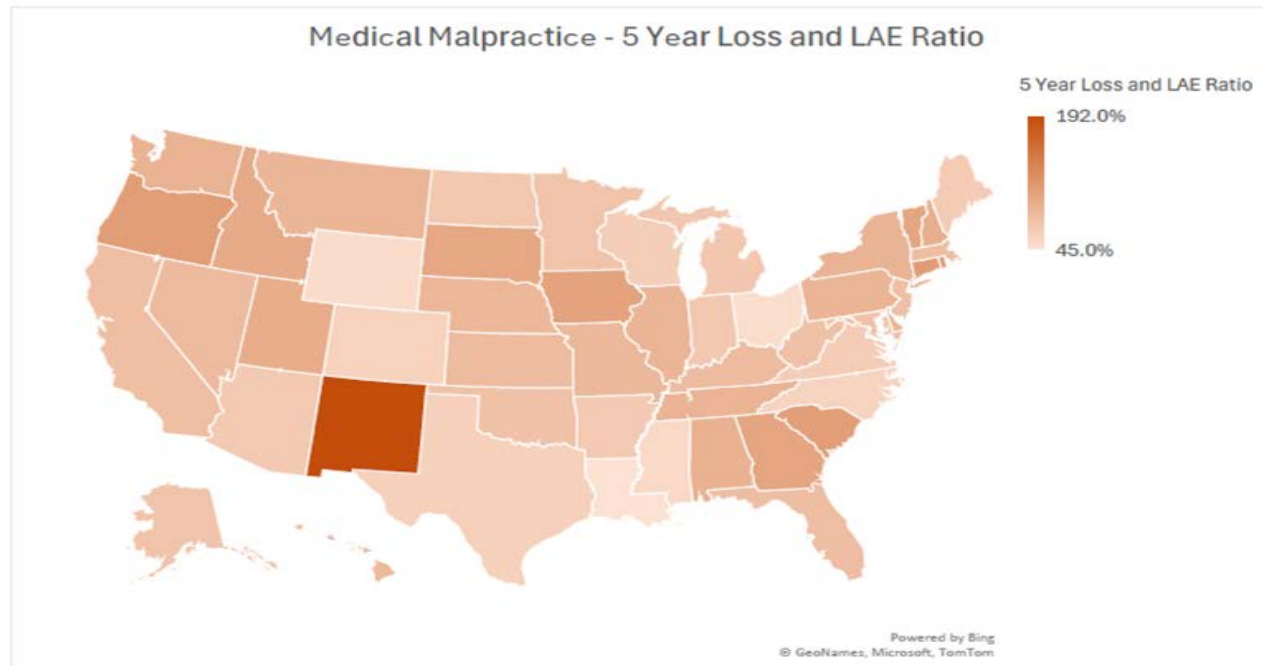 Medical Malpractice - 5 Year Loss and LAE Ratio
5 Year Loss and LAE Ratio
192.0%
45.0%
Powered by Bing
© GeoNames, Microsoft, TomTom